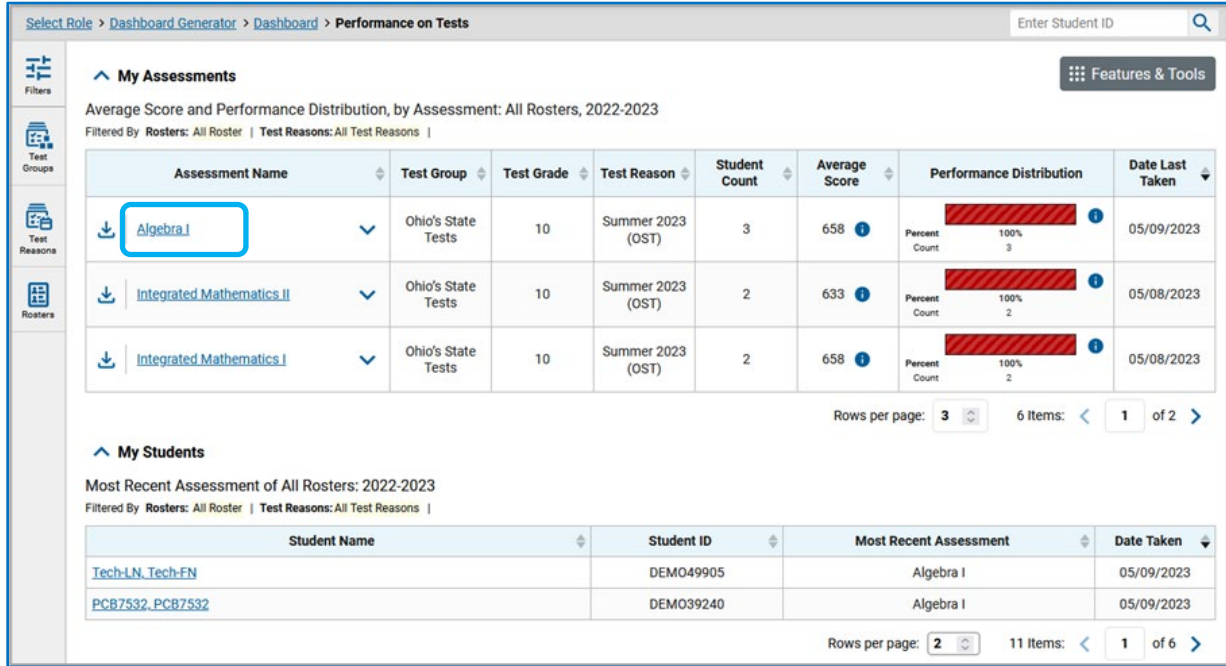 Select Role > Dashboard Generator > Dashboard > Performance on Tests
Enter Student ID
Filters
Test Groups
Test Reasons
Rosters
My Assessments
Features & Tools
Average Score and Performance Distribution, by Assessment: All Rosters, 2022-2023
Filtered By Rosters: All Roster | Test Reasons: All Test Reasons |
Assessment Name Test Group Test Grade Test Reason Student Count Average Score Performance Distribution Date Last Taken
Algebra I Ohio's State Tests 10 Summer 2023 (OST) 3 658 Percent 100% Count 3 05/09/2023
Integrated Mathematics II Ohio's State Tests 10 Summer 2023 (OST) 2 633 Percent 100% Count 2 05/08/2023
Integrated Mathematics I Ohio's State Tests 10 Summer 2023 (OST) 2 658 Percent 100% Count 2 05/08/2023
Rows per page: 3 6 Items: 1 of 2
My Students
Most Recent Assessment of All Rosters: 2022-2023
Filtered By Rosters: All Roster | Test Reasons: All Test Reasons |
Student Name Student ID Most Recent Assessment Date Taken
Tech-LN, Tech-FN DEMO49905 Algebra I 05/09/2023
PCB7532, PCB7532 DEMO39240 Algebra I 05/09/2023
Rows per page: 2 11 Items: 1 of 6